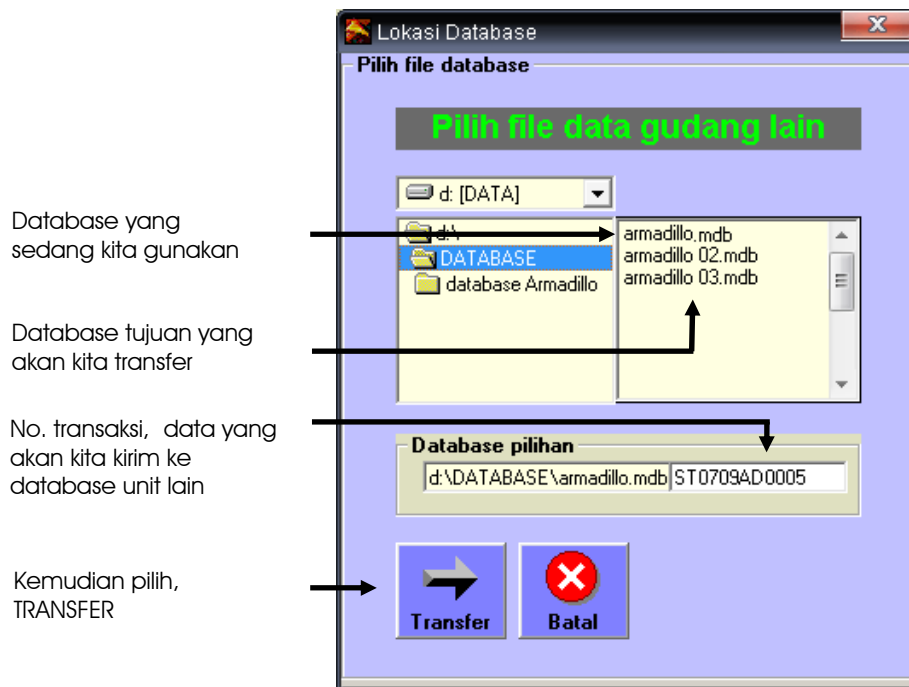 Lokasi Database
Pilih file database
Pilih file data gudang lain
d: [DATA]
Database yang
sedang kita gunakan
d:\
DATABASE
database Armadillo
armadillo.mdb
armadillo 02.mdb
armadillo 03.mdb
Database tujuan yang
akan kita transfer
No. transaksi, data yang
akan kita kirim ke
database unit lain
Database pilihan
d:\DATABASE\armadillo.mdb ST0709AD0005
Kemudian pilih,
TRANSFER
Transfer
Batal